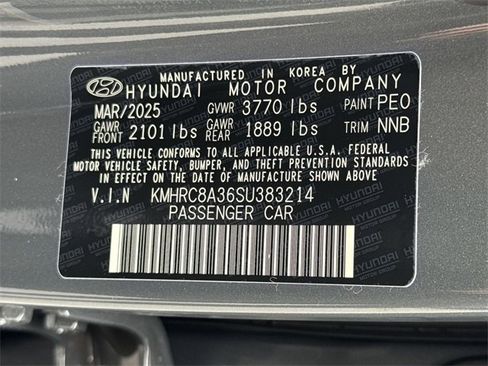 MANUFACTURED IN KOREA BY
HYUNDAI MOTOR COMPANY
MAR/2025 GVWR 3770 lbs PAINT PEO
GAWR FRONT 2101 lbs GAWR REAR 1889 lbs TRIM NNB
THIS VEHICLE CONFORMS TO ALL APPLICABLE U.S.A. FEDERAL
MOTOR VEHICLE SAFETY, BUMPER, AND THEFT PREVENTION STANDARDS
IN EFFECT ON THE DATE OF MANUFACTURE SHOWN ABOVE
V.I.N KMHRC8A36SU383214
PASSENGER CAR